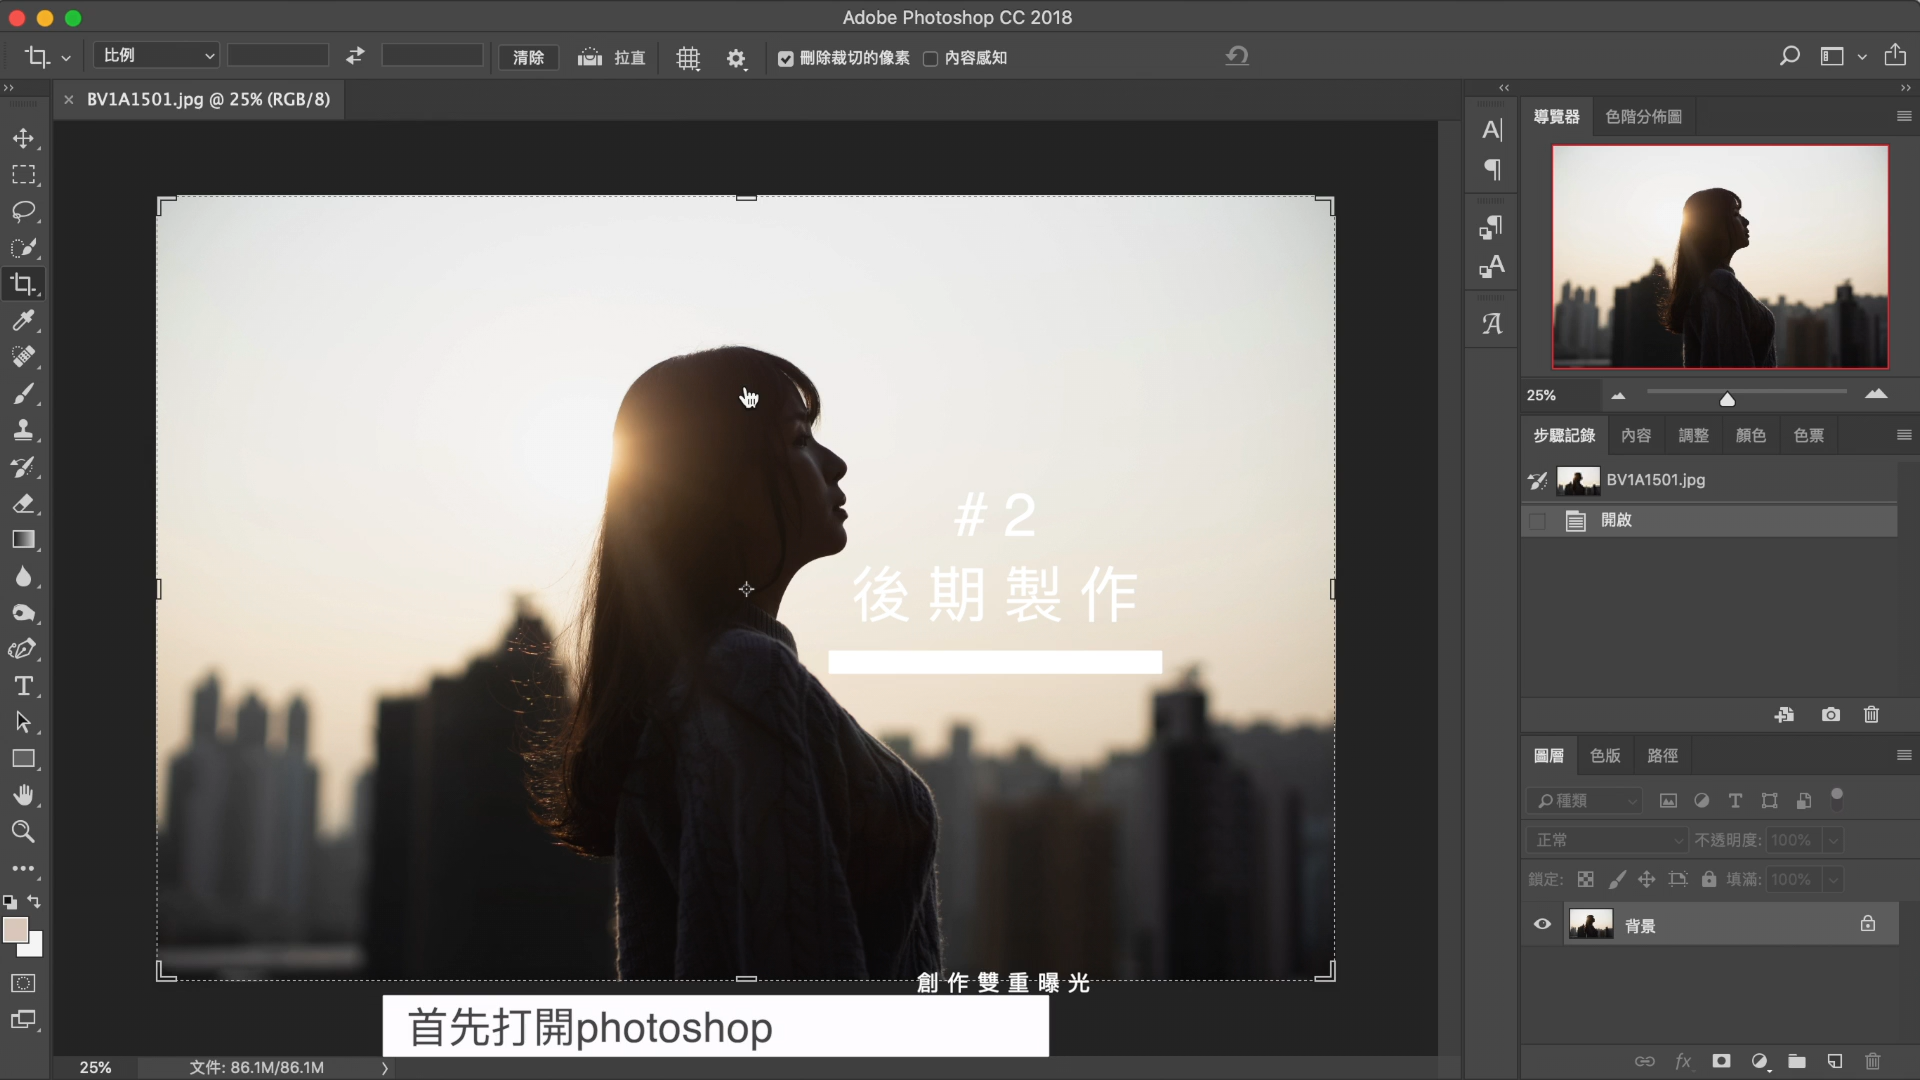 Adobe Photoshop CC 2018
比例
清除
拉直
刪除裁切的像素
內容感知
BV1A1501.jpg @ 25% (RGB/8)
導覽器
色階分佈圖
25%
步驟記錄
內容
調整
顏色
色票
BV1A1501.jpg
開啟
#2
後期製作
圖層
色版
路徑
種類
正常
不透明度: 100%
鎖定:
填滿: 100%
背景
創作雙重曝光
首先打開photoshop
25%
文件: 86.1M/86.1M